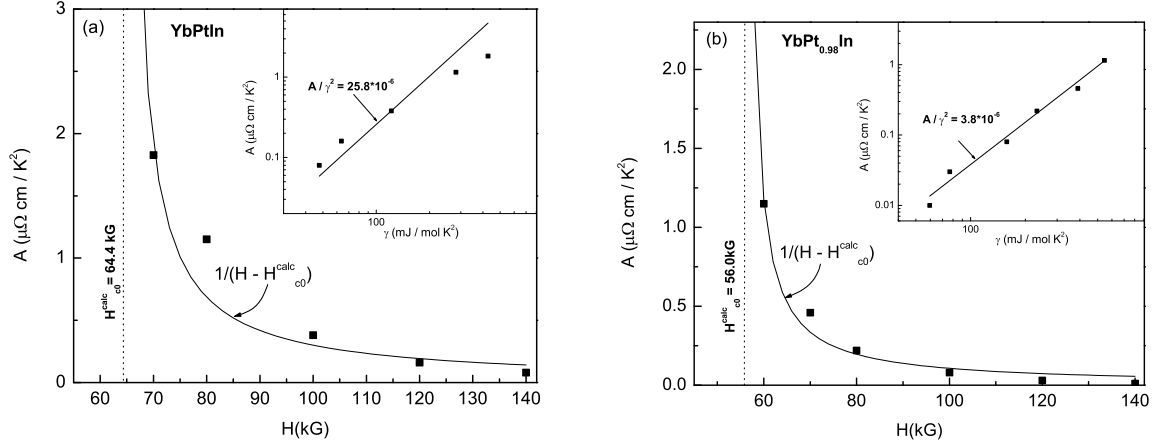 (a)
YbPtIn
3
2
1
0
A (μΩ cm / K²)
60 70 80 90 100 110 120 130 140
H(kG)
H^calc_c0 = 64.4 kG
1/(H - H^calc_c0)
A / γ² = 25.8*10⁻⁶
1
0.1
A (μΩ cm / K²)
100
γ (mJ / mol K²)
(b)
YbPt₀.₉₈In
2.0
1.5
1.0
0.5
0.0
A (μΩ cm / K²)
60 80 100 120 140
H(kG)
H^calc_c0 = 56.0kG
1/(H - H^calc_c0)
A / γ² = 3.8*10⁻⁶
1
0.1
0.01
A (μΩ cm / K²)
100
γ (mJ / mol K²)